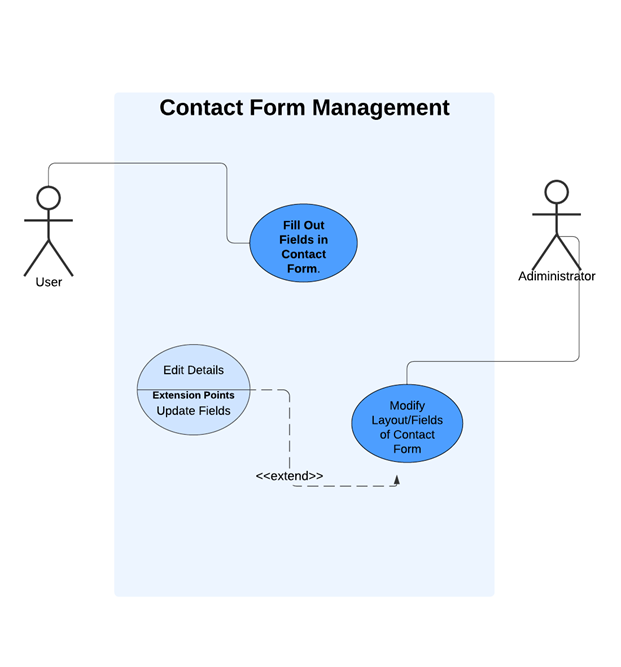 Contact Form Management
Fill Out
Fields in
Contact
Form.
User
Adiministrator
Edit Details
Extension Points
Update Fields
Modify
Layout/Fields
of Contact
Form
<<extend>>